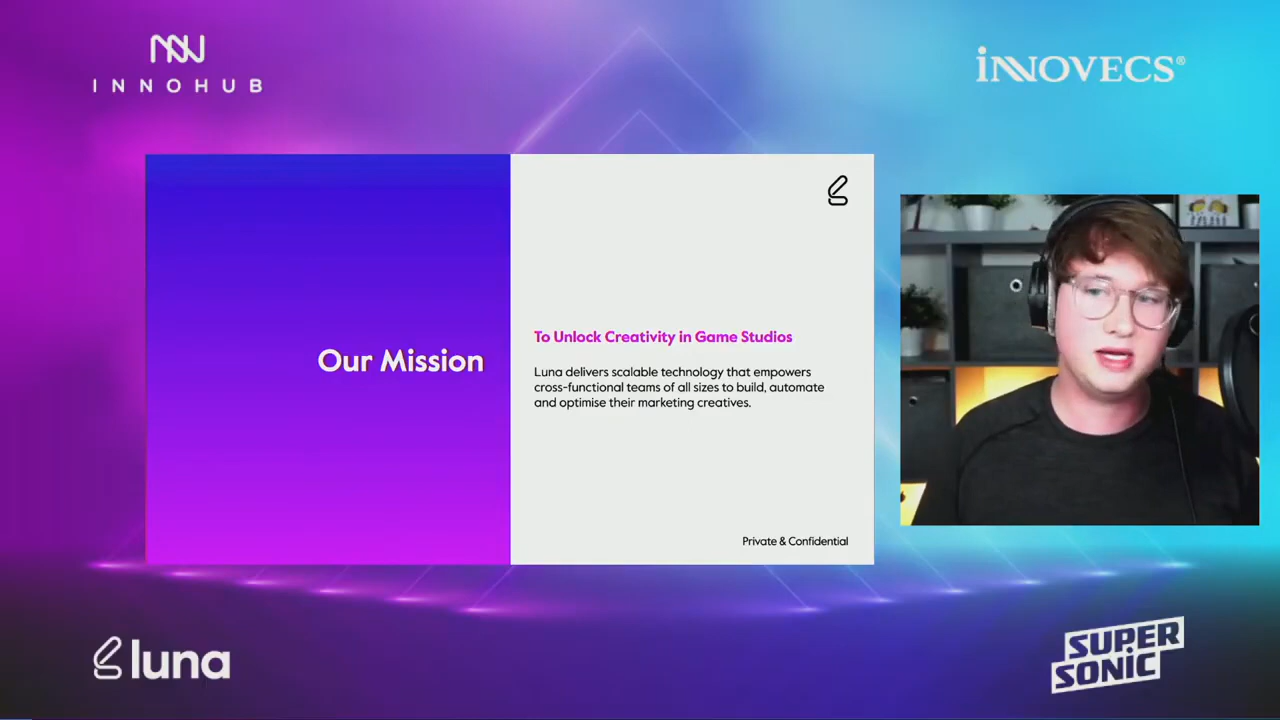 INNOHUB
iNNOVECS®
Our Mission
To Unlock Creativity in Game Studios
Luna delivers scalable technology that empowers
cross-functional teams of all sizes to build, automate
and optimise their marketing creatives.
Private & Confidential
luna
SUPER
SONiC